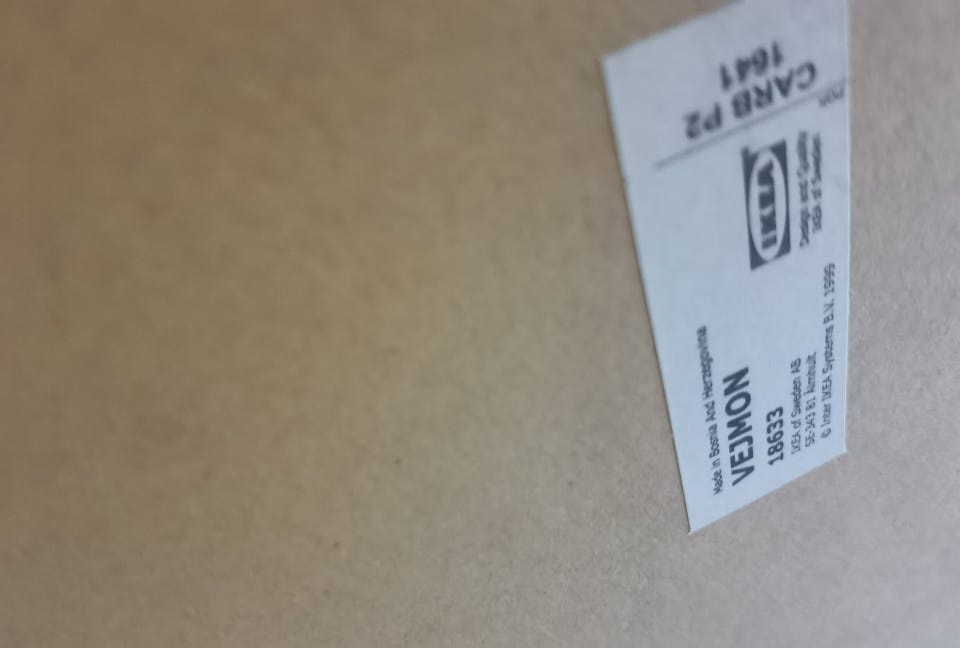 Made in Bosnia And Herzegovina
VEJMON
18633
IKEA of Sweden AB
SE-343 81 Älmhult
© Inter IKEA Systems B.V. 1999
IKEA
Design and Quality
IKEA of Sweden
CARB P2
1641